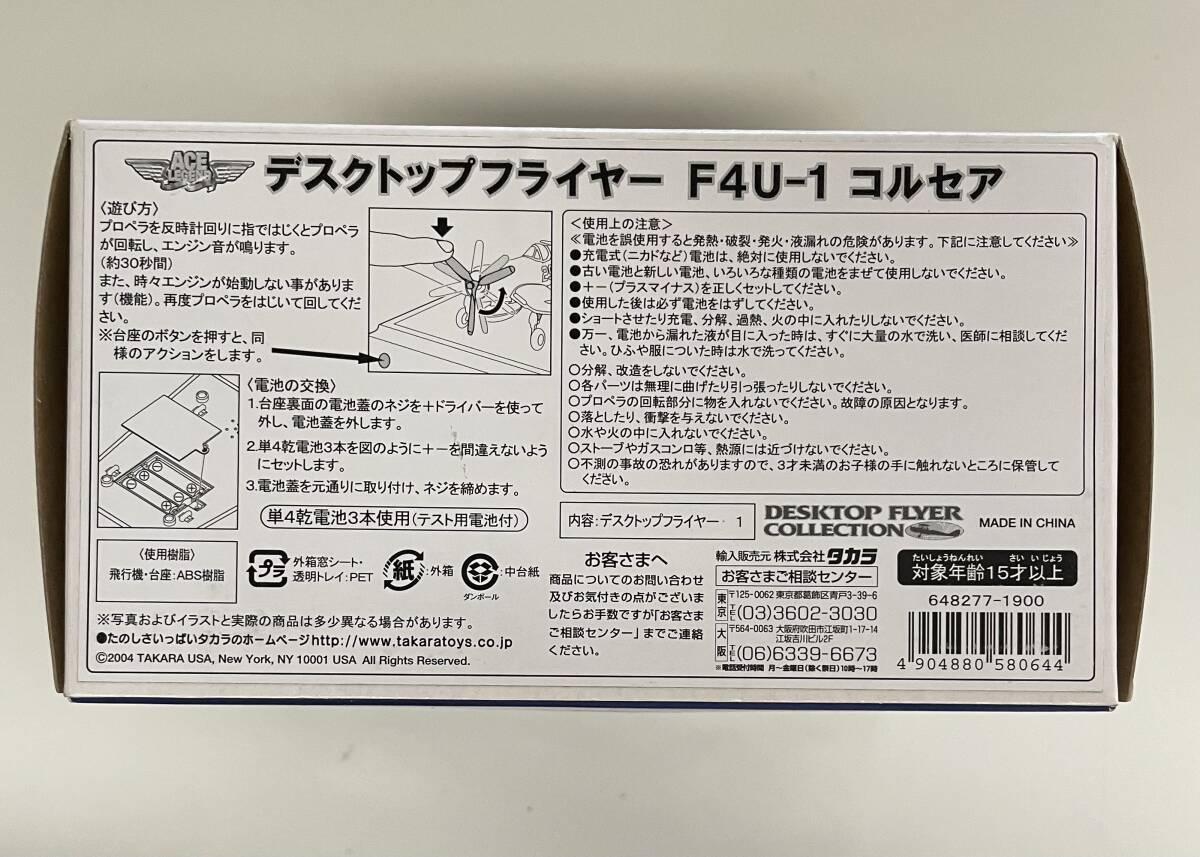 ACE
LEGEND
デスクトップフライヤー F4U-1 コルセア
〈遊び方〉
プロペラを反時計回りに指ではじくとプロペラ
が回転し、エンジン音が鳴ります。
(約30秒間)
また、時々エンジンが始動しない事がありま
す(機能)。再度プロペラをはじいて回してくだ
さい。
※台座のボタンを押すと、同
様のアクションをします。
〈電池の交換〉
1.台座裏面の電池蓋のネジを+ドライバーを使って
外し、電池蓋を外します。
2.単4乾電池3本を図のように+−を間違えないよう
にセットします。
3.電池蓋を元通りに取り付け、ネジを締めます。
単4乾電池3本使用(テスト用電池付)
〈使用上の注意〉
≪電池を誤使用すると発熱・破裂・発火・液漏れの危険があります。下記に注意してください≫
●充電式(ニカドなど)電池は、絶対に使用しないでください。
●古い電池と新しい電池、いろいろな種類の電池をまぜて使用しないでください。
●+−(プラスマイナス)を正しくセットしてください。
●使用した後は必ず電池をはずしてください。
●ショートさせたり充電、分解、過熱、火の中に入れたりしないでください。
●万一、電池から漏れた液が目に入った時は、すぐに大量の水で洗い、医師に相談してくだ
さい。ひふや服についた時は水で洗ってください。
○分解、改造をしないでください。
○各パーツは無理に曲げたり引っ張ったりしないでください。
○プロペラの回転部分に物を入れないでください。故障の原因となります。
○落としたり、衝撃を与えないでください。
○水や火の中に入れないでください。
○ストーブやガスコンロ等、熱源には近づけないでください。
○不測の事故の恐れがありますので、3才未満のお子様の手に触れないところに保管して
ください。
内容:デスクトップフライヤー・1
DESKTOP FLYER
COLLECTION
MADE IN CHINA
〈使用樹脂〉
飛行機・台座:ABS樹脂
プラ
外箱窓シート・
透明トレイ:PET
紙
:外箱
:中台紙
ダンボール
※写真およびイラストと実際の商品は多少異なる場合があります。
●たのしさいっぱいタカラのホームページhttp://www.takaratoys.co.jp
©2004 TAKARA USA, New York, NY 10001 USA All Rights Reserved.
お客さまへ
商品についてのお問い合わせ
及びお気付きの点がございま
したらお手数ですが「お客さま
ご相談センター」までご連絡
ください。
輸入販売元 株式会社タカラ
お客さまご相談センター
東京 〒125-0062 東京都葛飾区青戸3-39-6
TEL(03)3602-3030
大阪 〒564-0063 大阪府吹田市江坂町1-17-14
江坂吉川ビル2F
TEL(06)6339-6673
※電話受付時間 月〜金曜日(除く祭日)10時〜17時
たいしょうねんれい さい いじょう
対象年齢15才以上
648277-1900
4 904880 580644